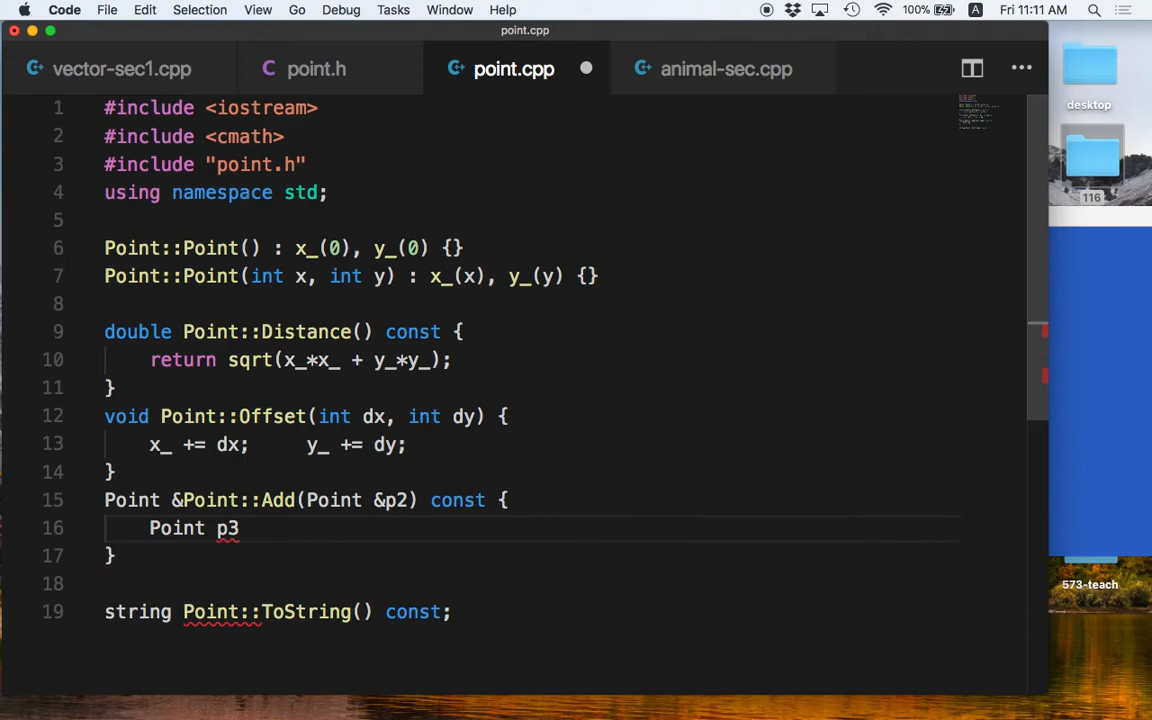 Code File Edit Selection View Go Debug Tasks Window Help 100% A Fri 11:11 AM
point.cpp
vector-sec1.cpp C point.h point.cpp animal-sec.cpp
1 #include <iostream>
2 #include <cmath>
3 #include "point.h"
4 using namespace std;
5
6 Point::Point() : x_(0), y_(0) {}
7 Point::Point(int x, int y) : x_(x), y_(y) {}
8
9 double Point::Distance() const {
10 return sqrt(x_*x_ + y_*y_);
11 }
12 void Point::Offset(int dx, int dy) {
13 x_ += dx; y_ += dy;
14 }
15 Point &Point::Add(Point &p2) const {
16 Point p3
17 }
18
19 string Point::ToString() const;
desktop
116
573-teach